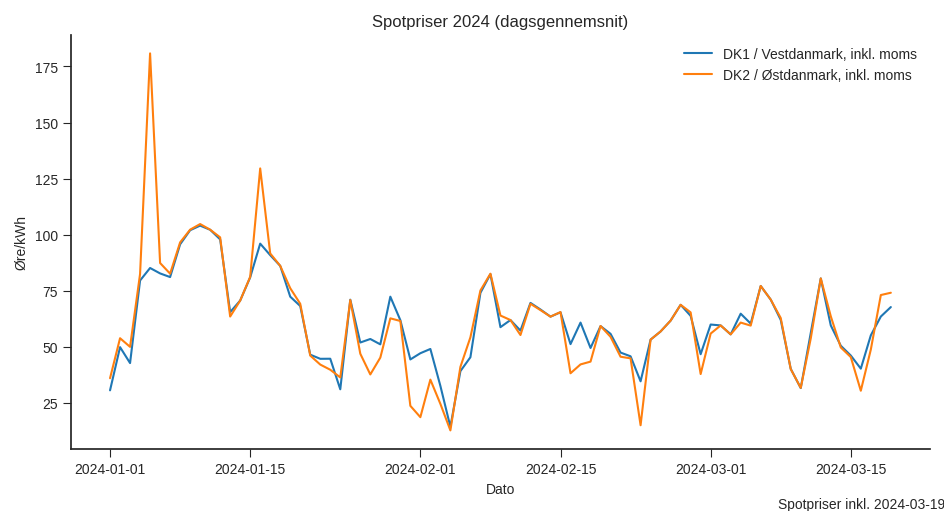 Spotpriser 2024 (dagsgennemsnit)
DK1 / Vestdanmark, inkl. moms
DK2 / Østdanmark, inkl. moms
Øre/kWh
175
150
125
100
75
50
25
2024-01-01
2024-01-15
2024-02-01
2024-02-15
2024-03-01
2024-03-15
Dato
Spotpriser inkl. 2024-03-19